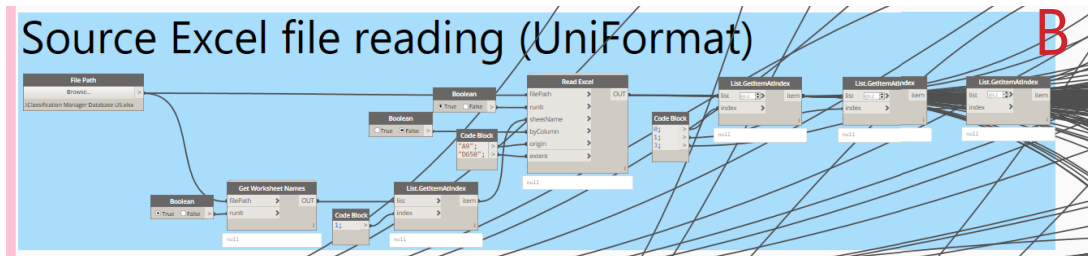 Source Excel file reading (UniFormat)
B
File Path
Browse...
>
.\Classification Manager Database US.xlsx
Boolean
True False >
Boolean
True False >
Code Block
"A9"; >
"D650"; >
Read Excel
filePath > OUT
runIt >
sheetName >
byColumn >
origin >
extent >
null
Code Block
0; >
1; >
3; >
List.GetItemAtIndex
list > item
index >
null
List.GetItemAtIndex
list > item
index >
null
List.GetItemAtIndex
list > item
index >
null
Boolean
True False >
Get Worksheet Names
filePath > OUT
runIt >
null
Code Block
1; >
List.GetItemAtIndex
list > item
index >
null